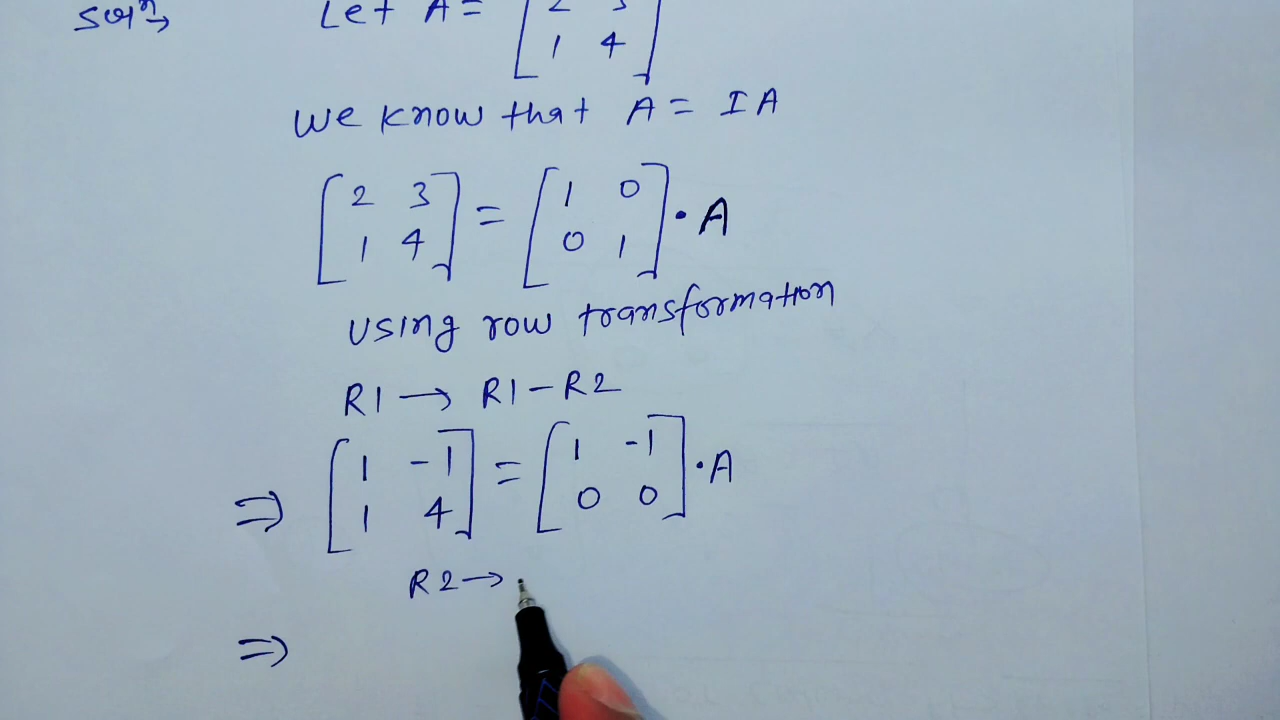 Solⁿ→ Let A = [2 3
1 4]
We know that A = IA
[2 3 = [1 0 · A
1 4] 0 1]
Using row transformation
R1 → R1 - R2
⇒ [1 -1 = [1 -1 · A
1 4] 0 0]
R2 →
⇒